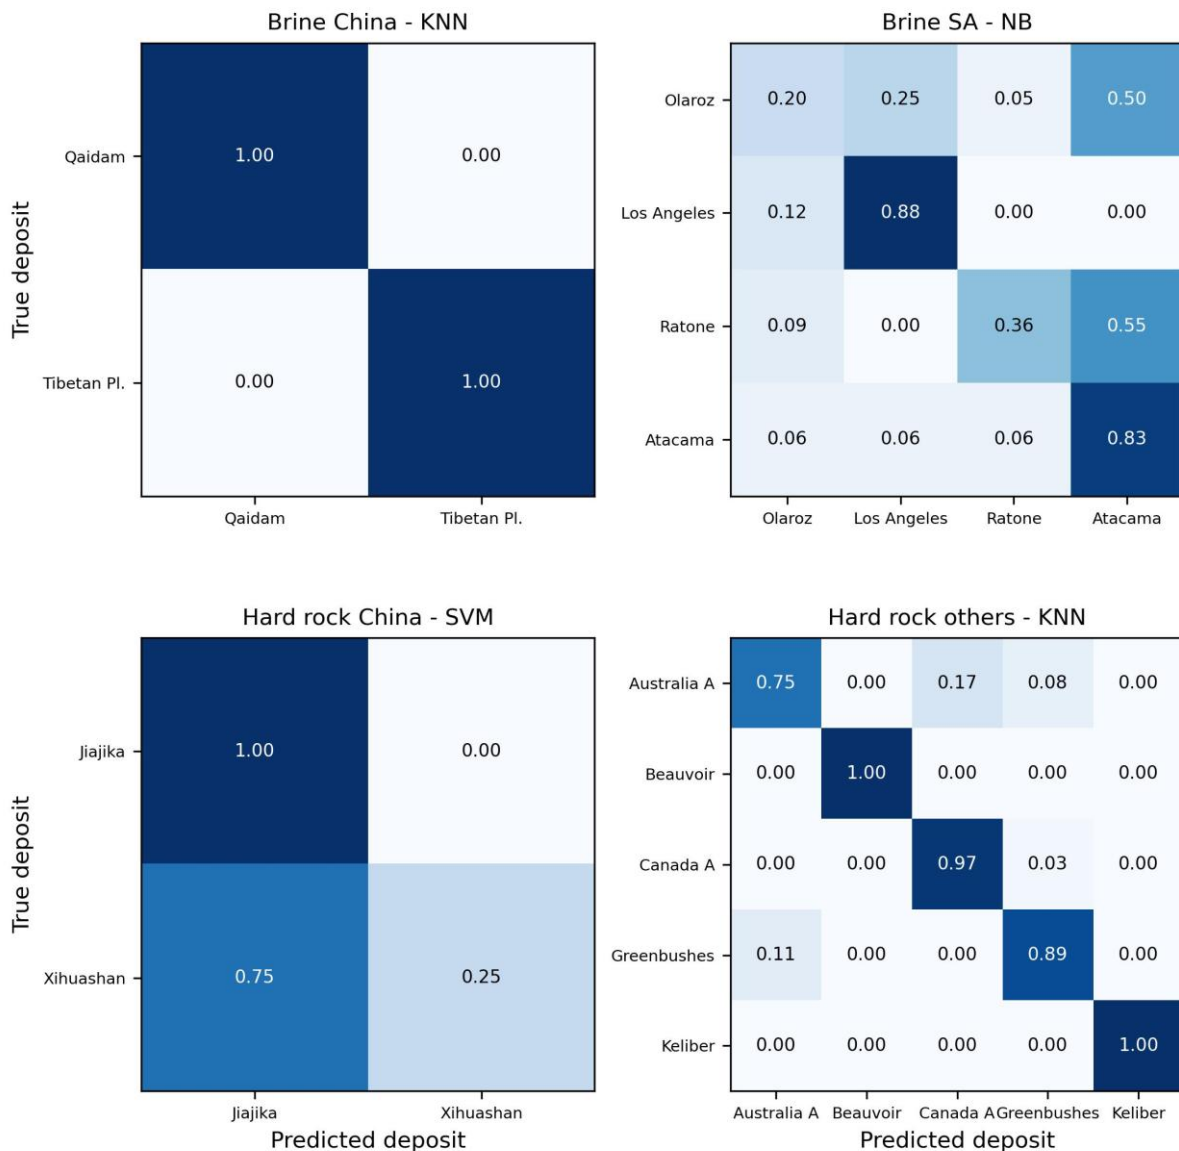 Brine China - KNN
True deposit
Qaidam
1.00 0.00
Tibetan Pl.
0.00 1.00
Qaidam Tibetan Pl.
Brine SA - NB
Olaroz
0.20 0.25 0.05 0.50
Los Angeles
0.12 0.88 0.00 0.00
Ratone
0.09 0.00 0.36 0.55
Atacama
0.06 0.06 0.06 0.83
Olaroz Los Angeles Ratone Atacama
Hard rock China - SVM
True deposit
Jiajika
1.00 0.00
Xihuashan
0.75 0.25
Jiajika Xihuashan
Predicted deposit
Hard rock others - KNN
Australia A
0.75 0.00 0.17 0.08 0.00
Beauvoir
0.00 1.00 0.00 0.00 0.00
Canada A
0.00 0.00 0.97 0.03 0.00
Greenbushes
0.11 0.00 0.00 0.89 0.00
Keliber
0.00 0.00 0.00 0.00 1.00
Australia A Beauvoir Canada A Greenbushes Keliber
Predicted deposit